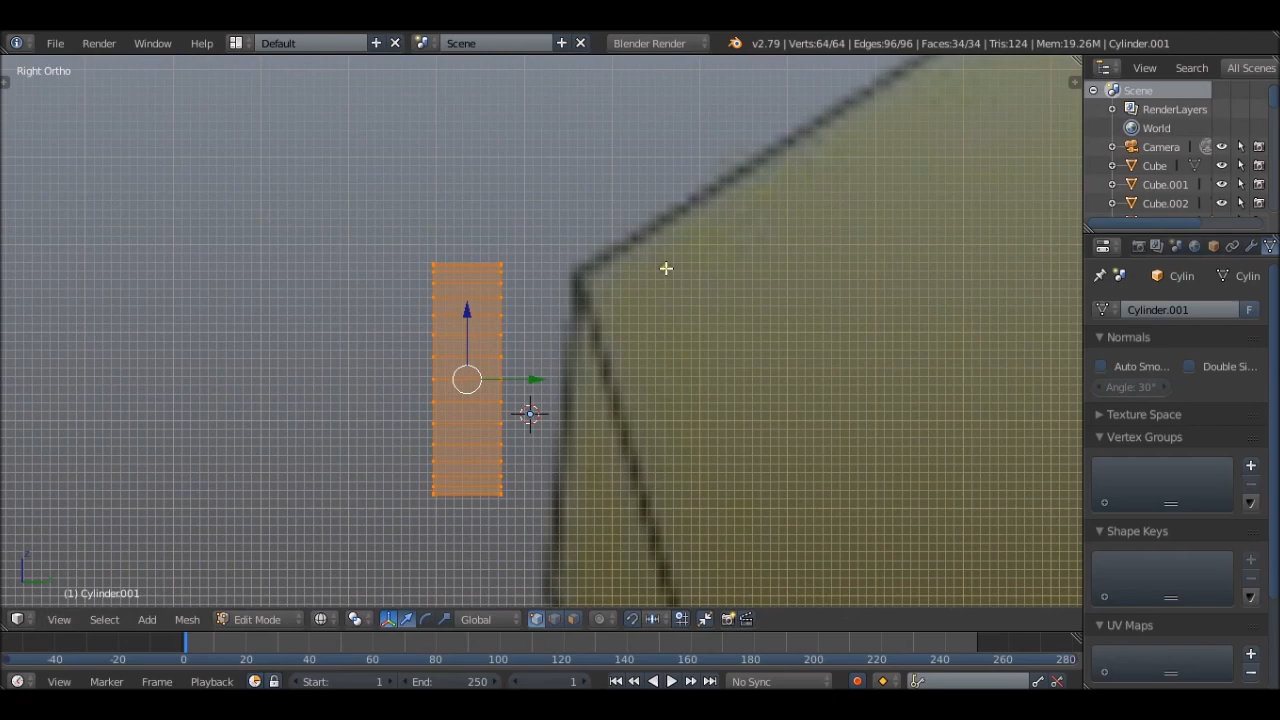 File Render Window Help Default Scene Blender Render v2.79 | Verts:64/64 | Edges:96/96 | Faces:34/34 | Tris:124 | Mem:19.26M | Cylinder.001
Right Ortho
View Search All Scenes
Scene
RenderLayers
World
Camera
Cube
Cube.001
Cube.002
Cylin Cylin
Cylinder.001 F
Normals
Auto Smo... Double Si...
Angle: 30°
Texture Space
Vertex Groups
Shape Keys
UV Maps
z
(1) Cylinder001
View Select Add Mesh Edit Mode Global
-40 -20 0 20 40 60 80 100 120 140 160 180 200 220 240 260 280
View Marker Frame Playback Start: 1 End: 250 1 No Sync